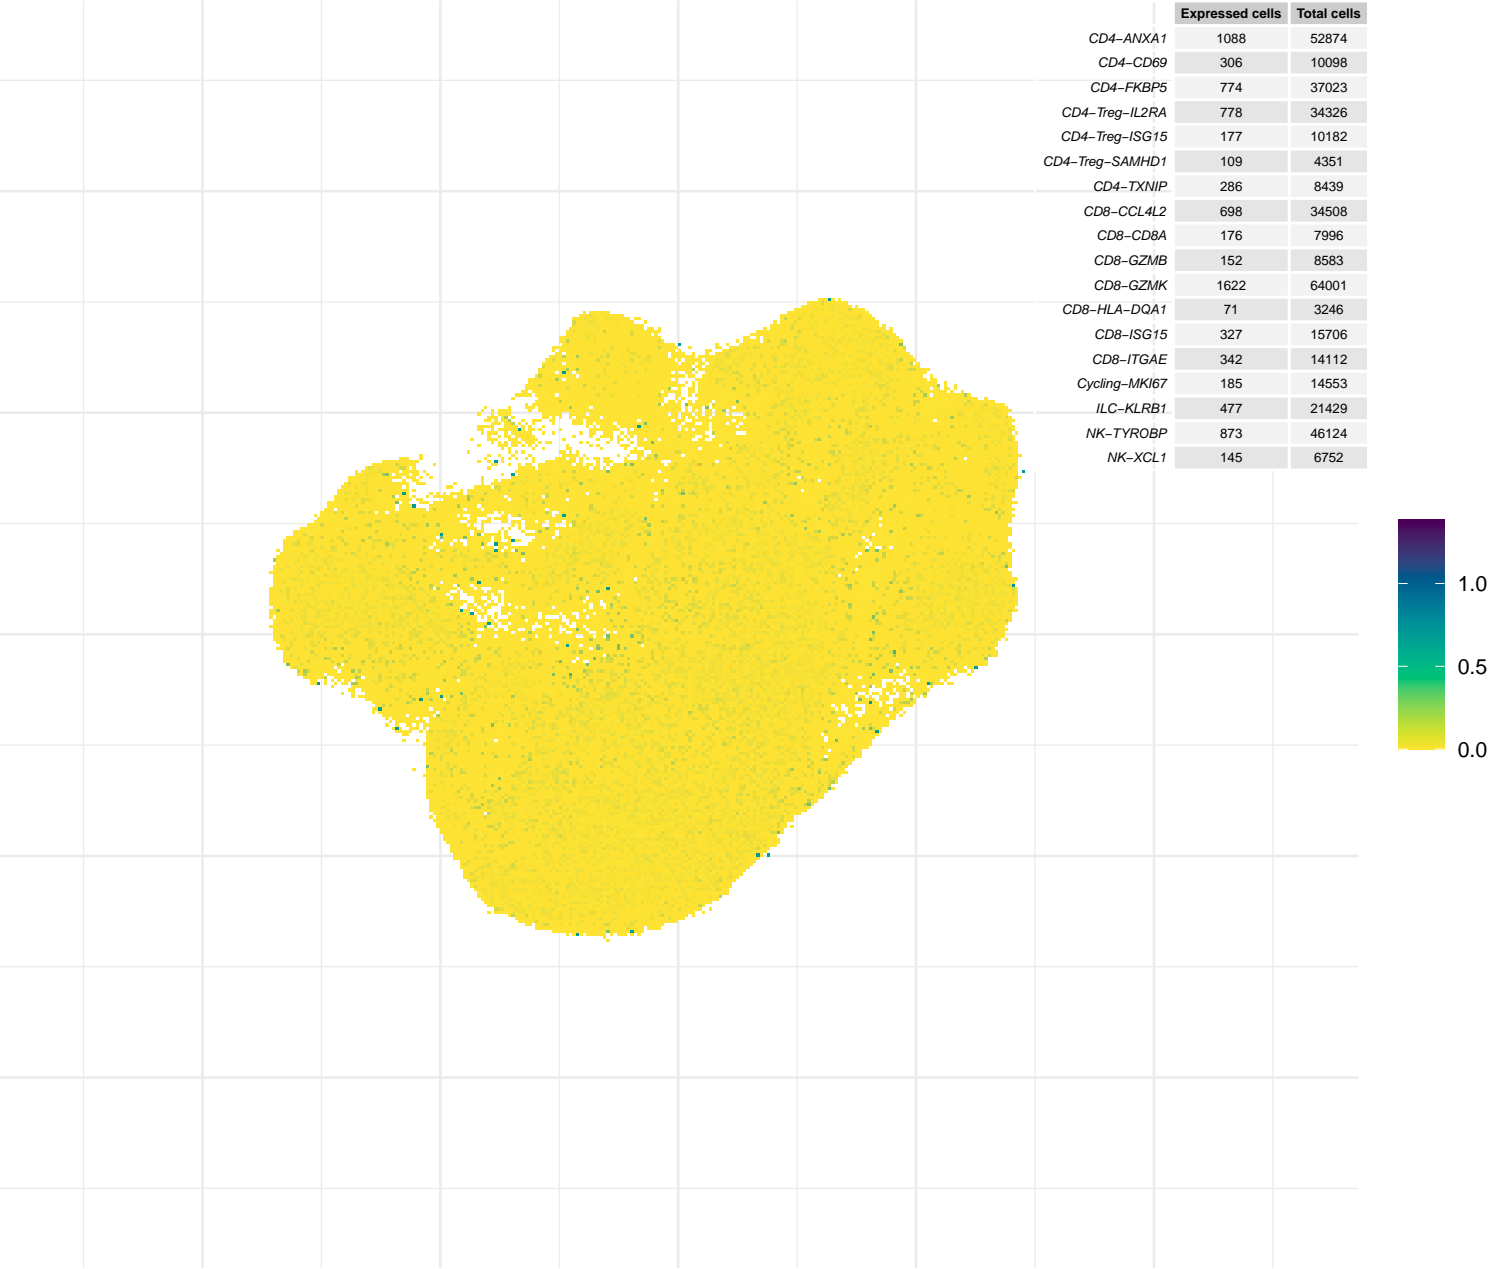 Expressed cells Total cells
CD4−ANXA1 1088 52874
CD4−CD69 306 10098
CD4−FKBP5 774 37023
CD4−Treg−IL2RA 778 34326
CD4−Treg−ISG15 177 10182
CD4−Treg−SAMHD1 109 4351
CD4−TXNIP 286 8439
CD8−CCL4L2 698 34508
CD8−CD8A 176 7996
CD8−GZMB 152 8583
CD8−GZMK 1622 64001
CD8−HLA−DQA1 71 3246
CD8−ISG15 327 15706
CD8−ITGAE 342 14112
Cycling−MKI67 185 14553
ILC−KLRB1 477 21429
NK−TYROBP 873 46124
NK−XCL1 145 6752
1.0
0.5
0.0